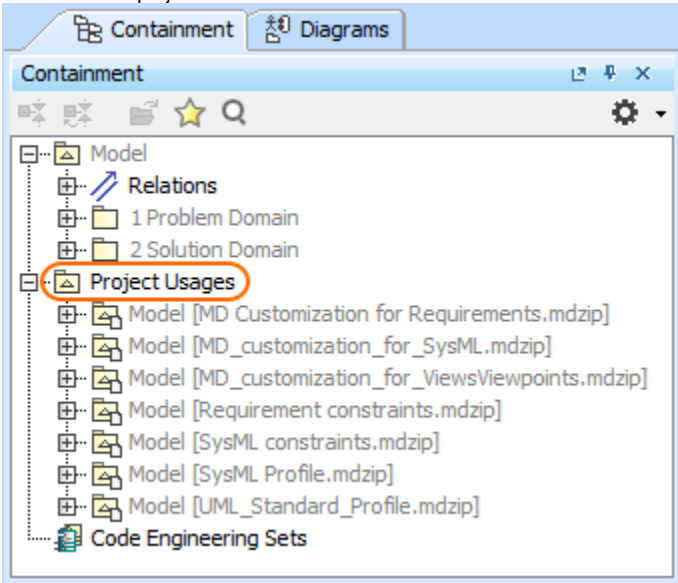 Containment Diagrams
Containment
Model
Relations
1 Problem Domain
2 Solution Domain
Project Usages
Model [MD Customization for Requirements.mdzip]
Model [MD_customization_for_SysML.mdzip]
Model [MD_customization_for_ViewsViewpoints.mdzip]
Model [Requirement constraints.mdzip]
Model [SysML constraints.mdzip]
Model [SysML Profile.mdzip]
Model [UML_Standard_Profile.mdzip]
Code Engineering Sets